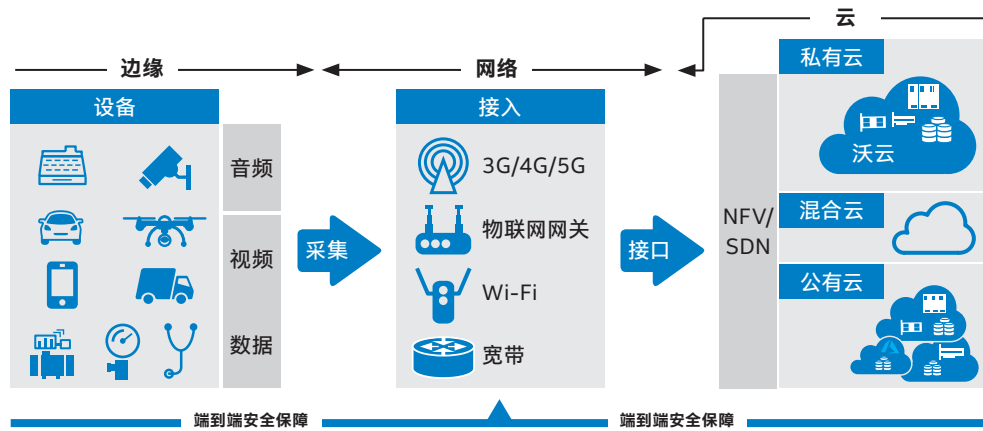 边缘
网络
云
设备
音频
视频
数据
采集
接入
3G/4G/5G
物联网网关
Wi-Fi
宽带
接口
NFV/
SDN
私有云
沃云
混合云
公有云
端到端安全保障
端到端安全保障